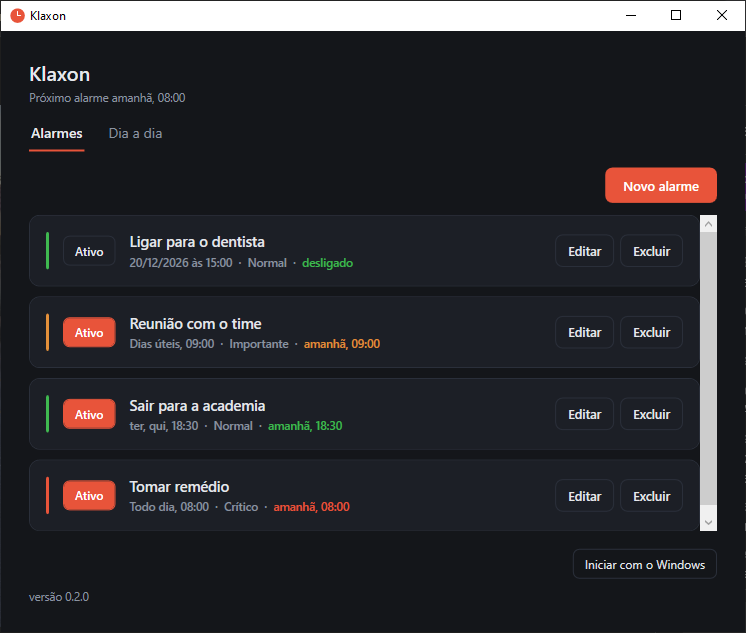 Klaxon
Klaxon
Próximo alarme amanhã, 08:00
Alarmes Dia a dia
Novo alarme
Ativo Ligar para o dentista Editar Excluir
20/12/2026 às 15:00 · Normal · desligado
Ativo Reunião com o time Editar Excluir
Dias úteis, 09:00 · Importante · amanhã, 09:00
Ativo Sair para a academia Editar Excluir
ter, qui, 18:30 · Normal · amanhã, 18:30
Ativo Tomar remédio Editar Excluir
Todo dia, 08:00 · Crítico · amanhã, 08:00
Iniciar com o Windows
versão 0.2.0